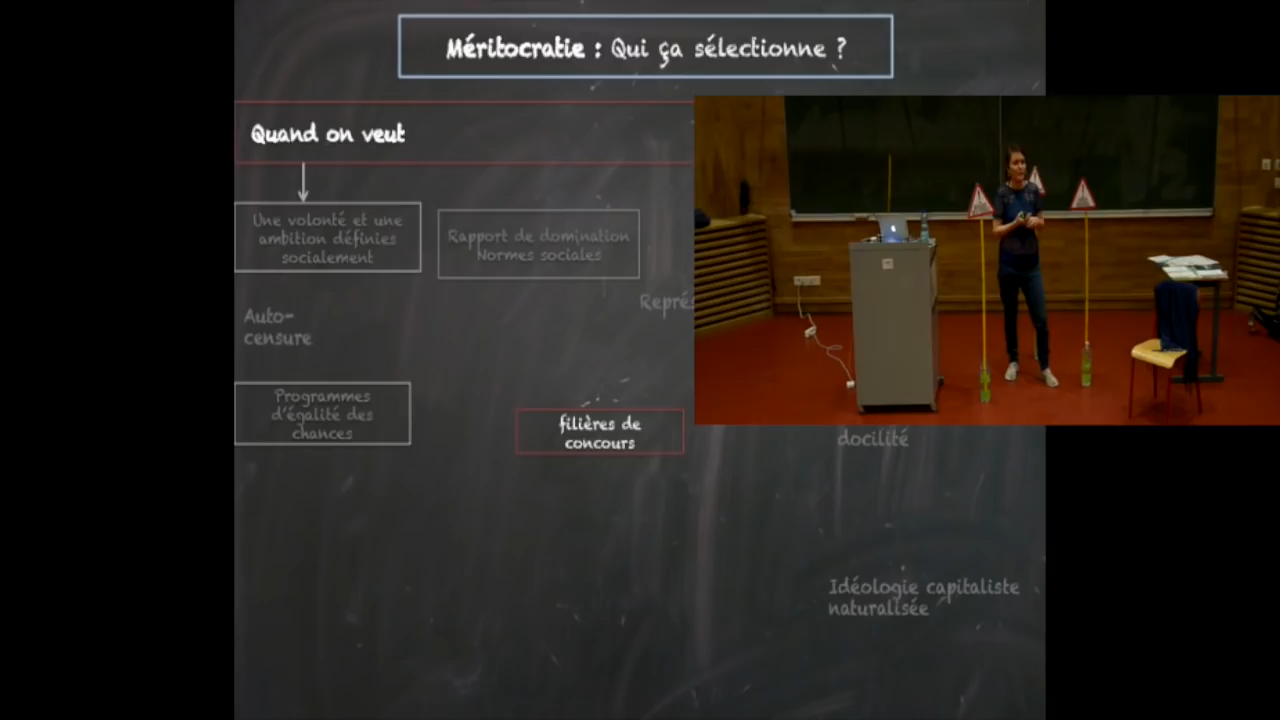 Méritocratie : Qui ça sélectionne ?
Quand on veut
Une volonté et une
ambition définies
socialement
Rapport de domination
Normes sociales
Auto-
censure
Programmes
d'égalité des
chances
filières de
concours
docilité
Idéologie capitaliste
naturalisée